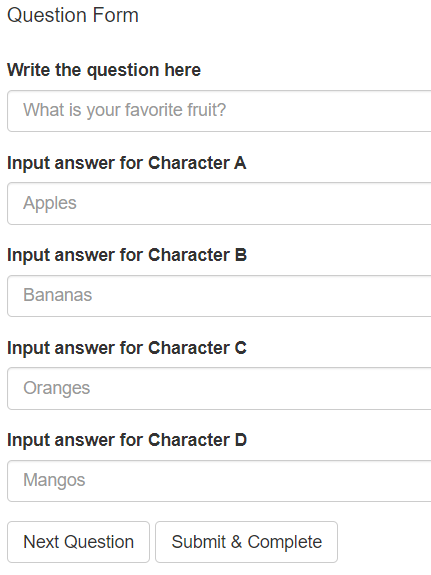 Question Form
Write the question here
What is your favorite fruit?
Input answer for Character A
Apples
Input answer for Character B
Bananas
Input answer for Character C
Oranges
Input answer for Character D
Mangos
Next Question Submit & Complete